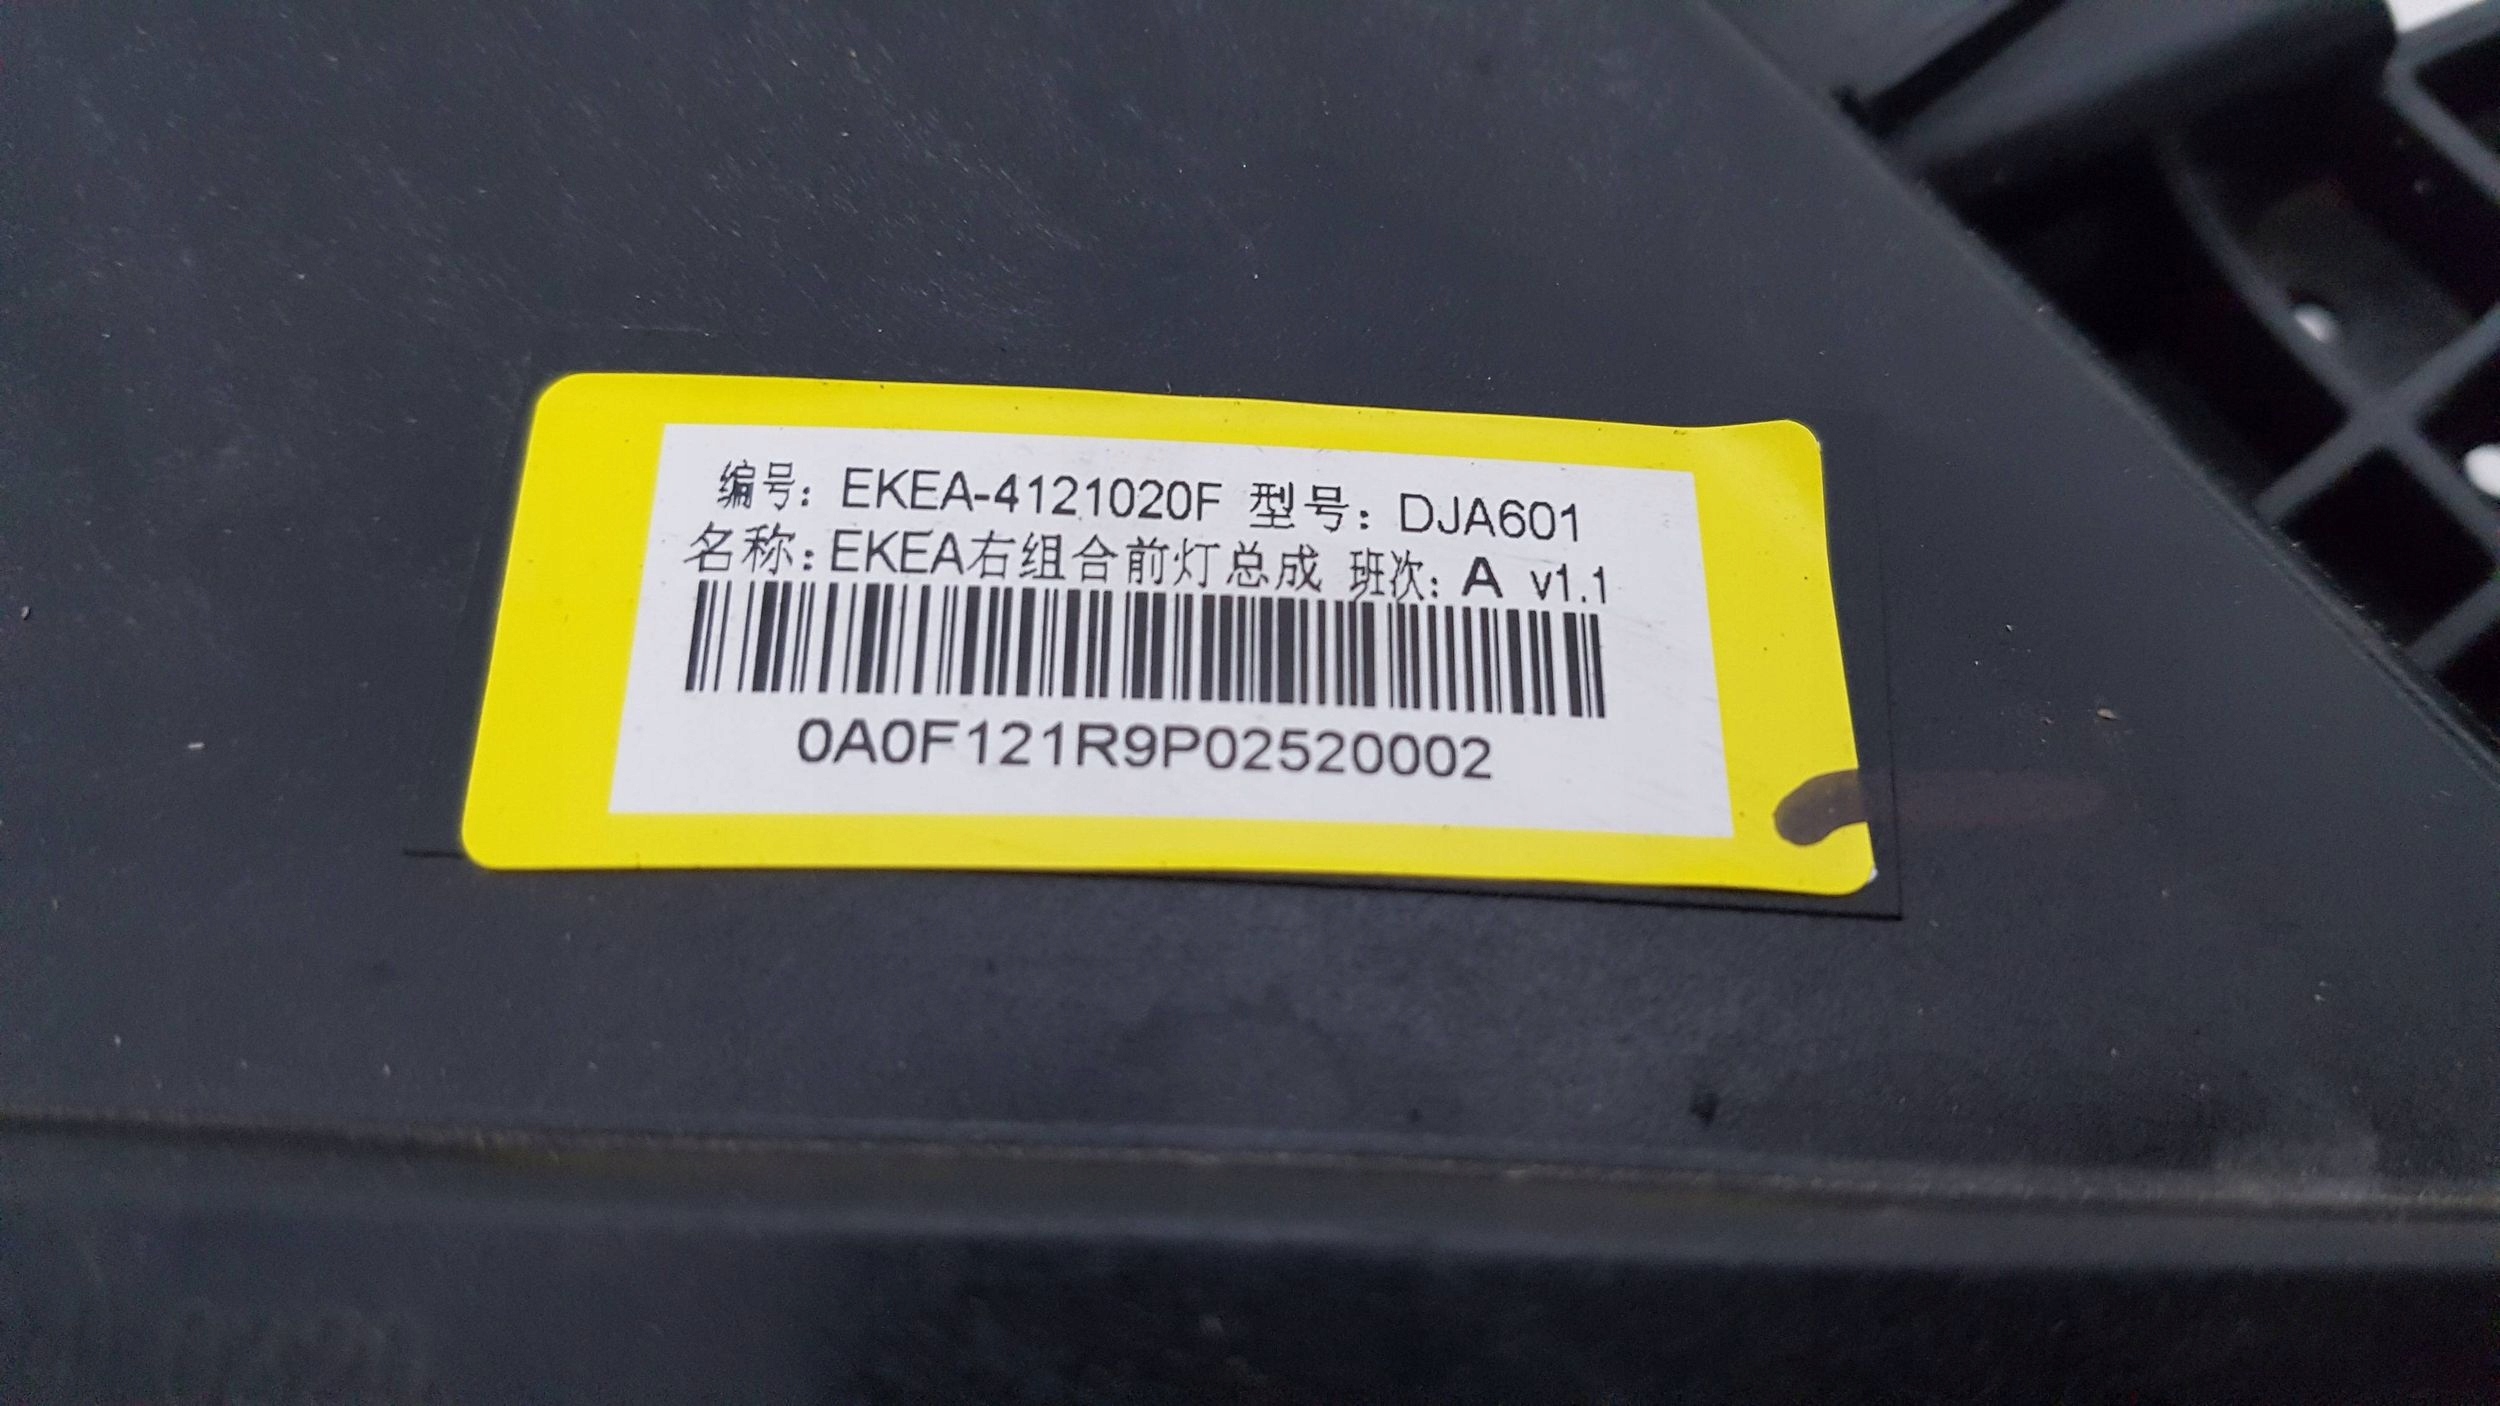 编号: EKEA-4121020F 型号: DJA601
名称: EKEA右组合前灯总成 班次: A v1.1
0A0F121R9P02520002